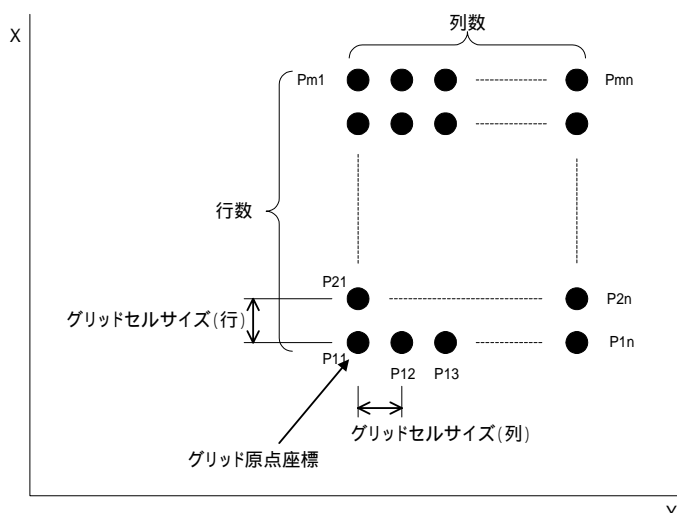 列数
X
Pm1
Pmn
行数
P21
P2n
グリッドセルサイズ(行)
P11
P1n
P12
P13
グリッドセルサイズ(列)
グリッド原点座標
Y